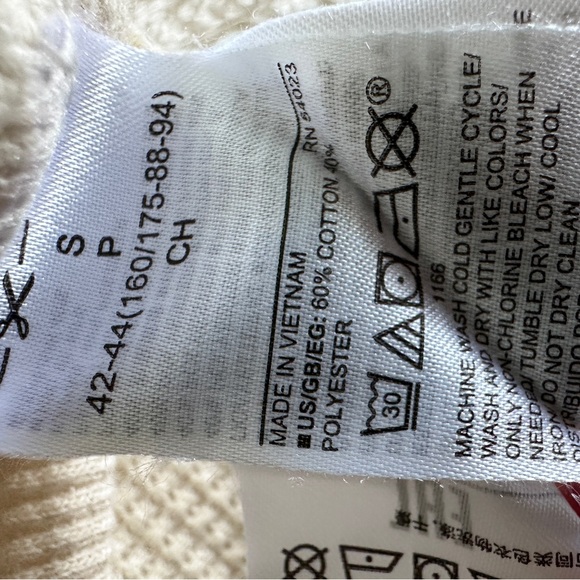 S
P
42-44(160/175-88-94)
CH
RN 54023
MADE IN VIETNAM
US/GB/EG: 60% COTTON 40%
POLYESTER
30
®
1166
MACHINE WASH COLD GENTLE CYCLE/
WASH AND DRY WITH LIKE COLORS/
ONLY NON-CHLORINE BLEACH WHEN
NEEDED/ TUMBLE DRY LOW/ COOL
IRON/ DO NOT DRY CLEAN